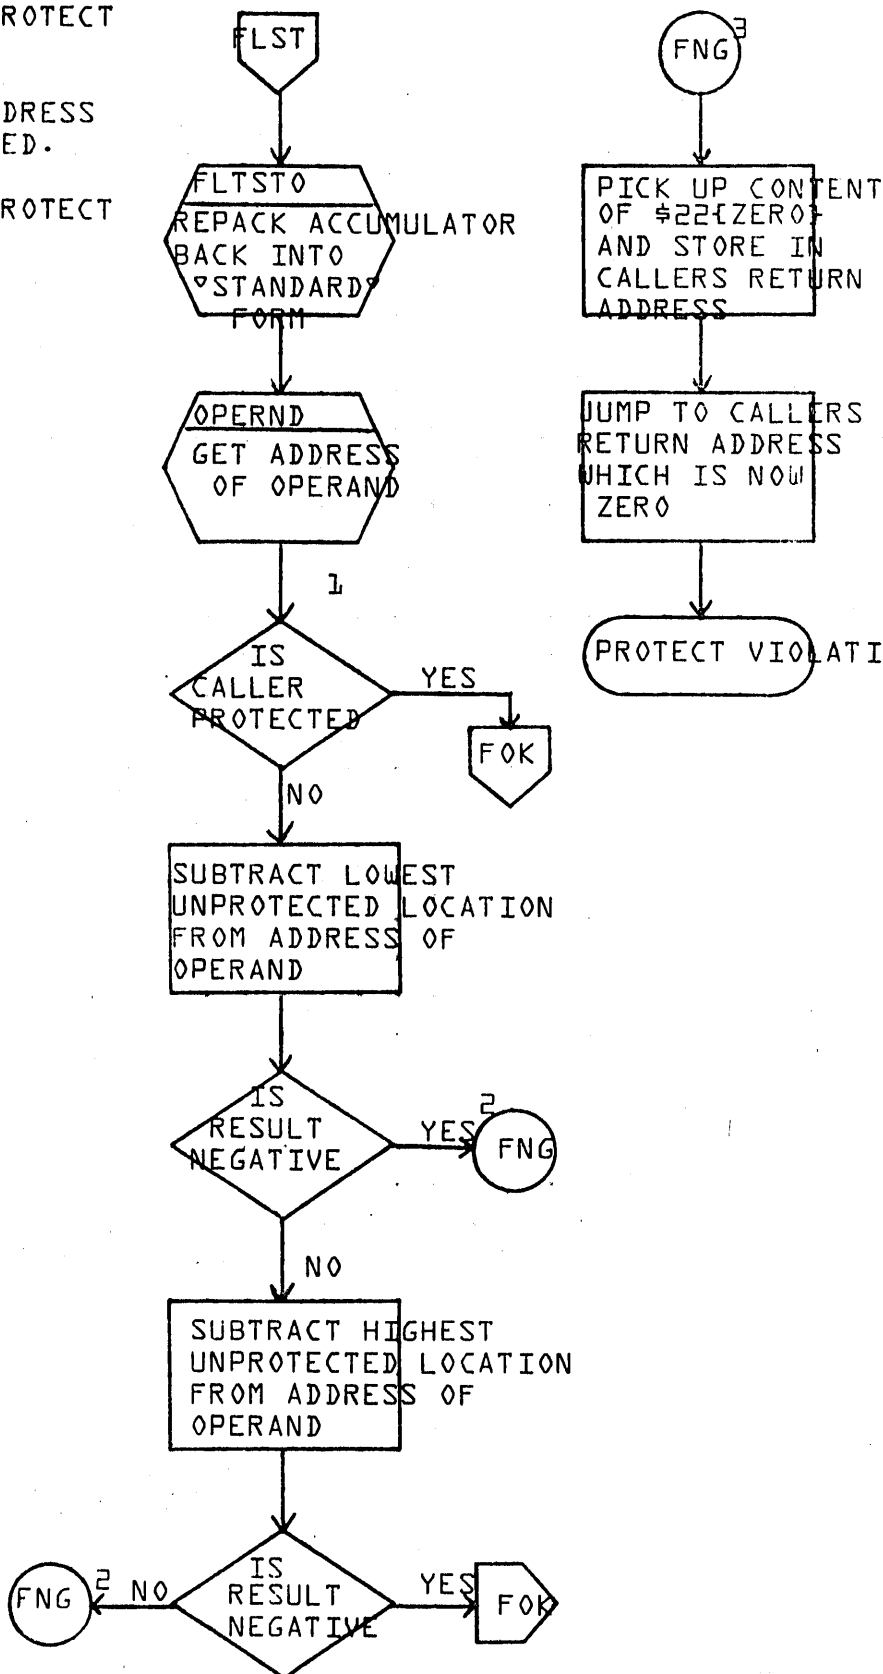 ROTECT
DRESS
ED.
ROTECT
FLST
FLTSTO
REPACK ACCUMULATOR
BACK INTO
"STANDARD"
FORM
OPERND
GET ADDRESS
OF OPERAND
1
IS
CALLER
PROTECTED
YES
FOK
NO
SUBTRACT LOWEST
UNPROTECTED LOCATION
FROM ADDRESS OF
OPERAND
IS
RESULT
NEGATIVE
YES
2
FNG
NO
SUBTRACT HIGHEST
UNPROTECTED LOCATION
FROM ADDRESS OF
OPERAND
IS
RESULT
NEGATIVE
NO
2
FNG
YES
FOK
3
FNG
PICK UP CONTENT
OF $22{ZERO}
AND STORE IN
CALLERS RETURN
ADDRESS
JUMP TO CALLERS
RETURN ADDRESS
WHICH IS NOW
ZERO
PROTECT VIOLATI